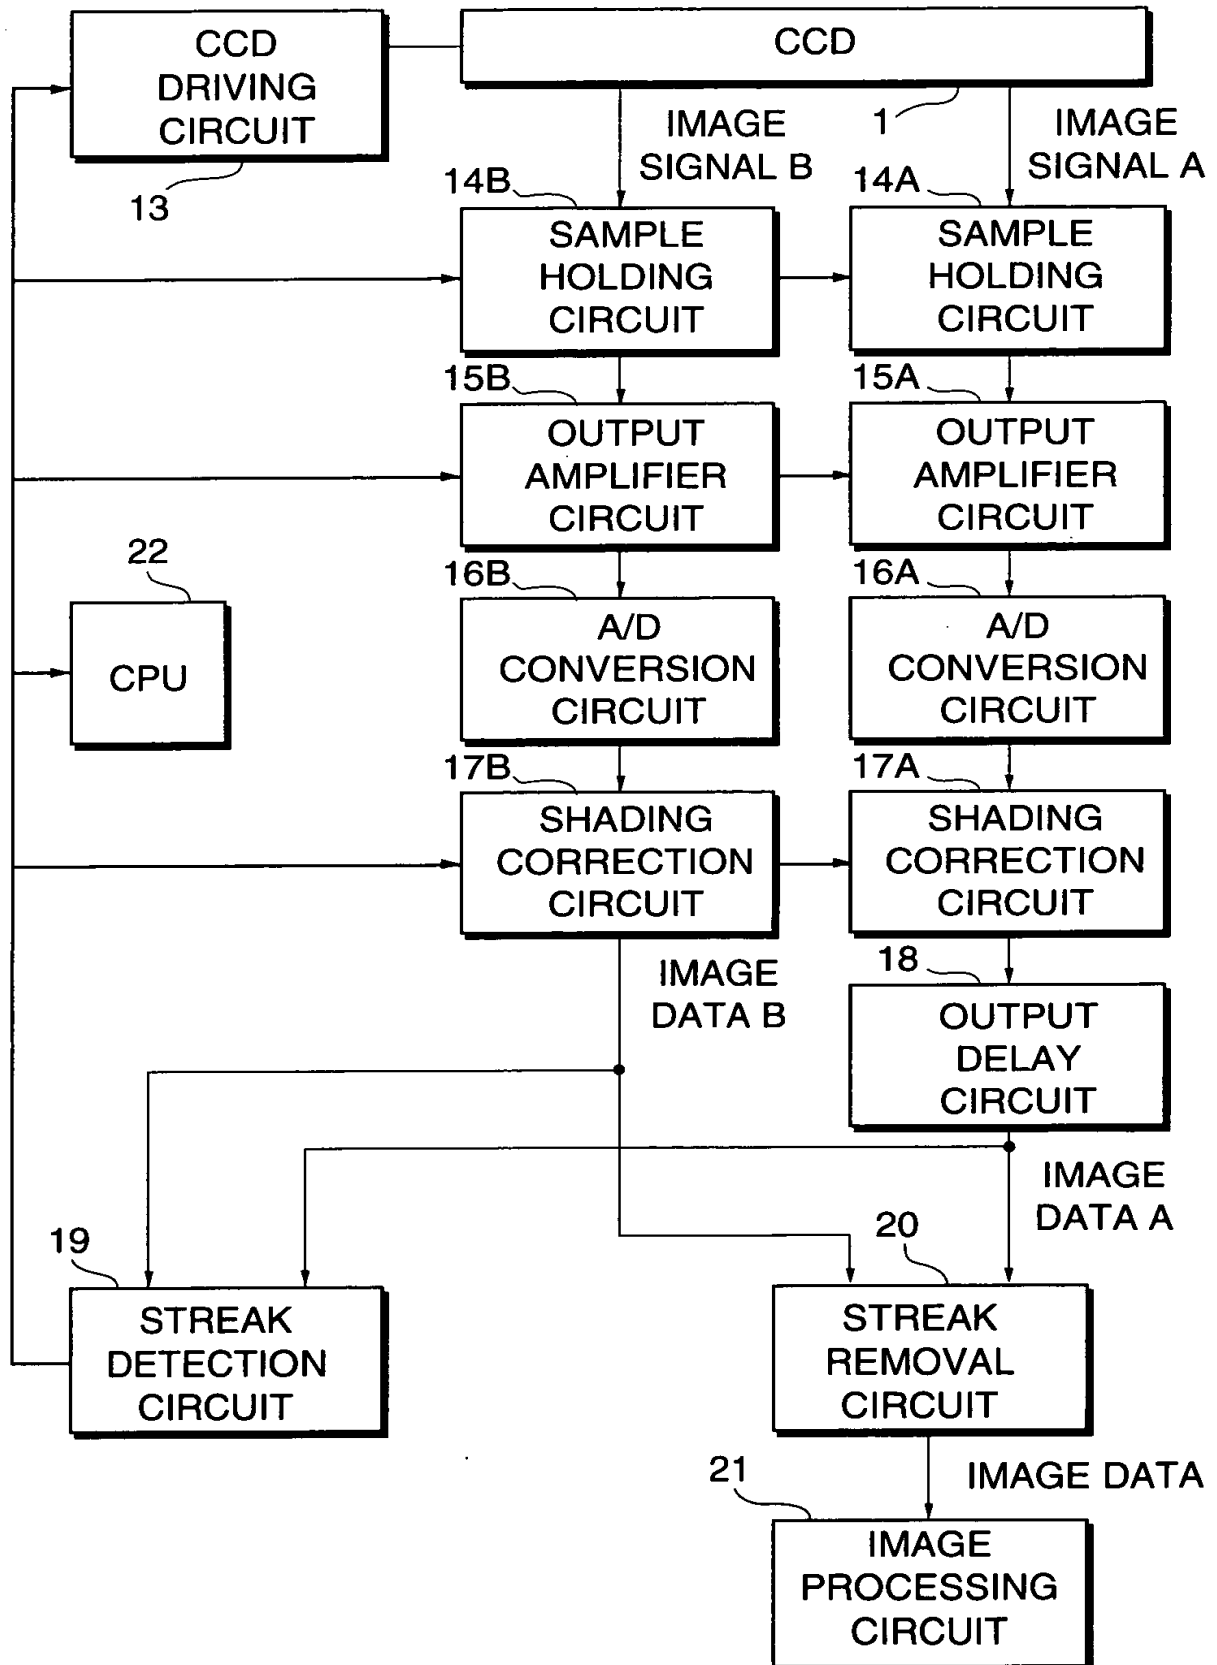 CCD
DRIVING
CIRCUIT
13
CCD
1
IMAGE
SIGNAL B
IMAGE
SIGNAL A
14B
SAMPLE
HOLDING
CIRCUIT
14A
SAMPLE
HOLDING
CIRCUIT
15B
OUTPUT
AMPLIFIER
CIRCUIT
15A
OUTPUT
AMPLIFIER
CIRCUIT
22
CPU
16B
A/D
CONVERSION
CIRCUIT
16A
A/D
CONVERSION
CIRCUIT
17B
SHADING
CORRECTION
CIRCUIT
17A
SHADING
CORRECTION
CIRCUIT
IMAGE
DATA B
18
OUTPUT
DELAY
CIRCUIT
IMAGE
DATA A
19
STREAK
DETECTION
CIRCUIT
20
STREAK
REMOVAL
CIRCUIT
IMAGE DATA
21
IMAGE
PROCESSING
CIRCUIT